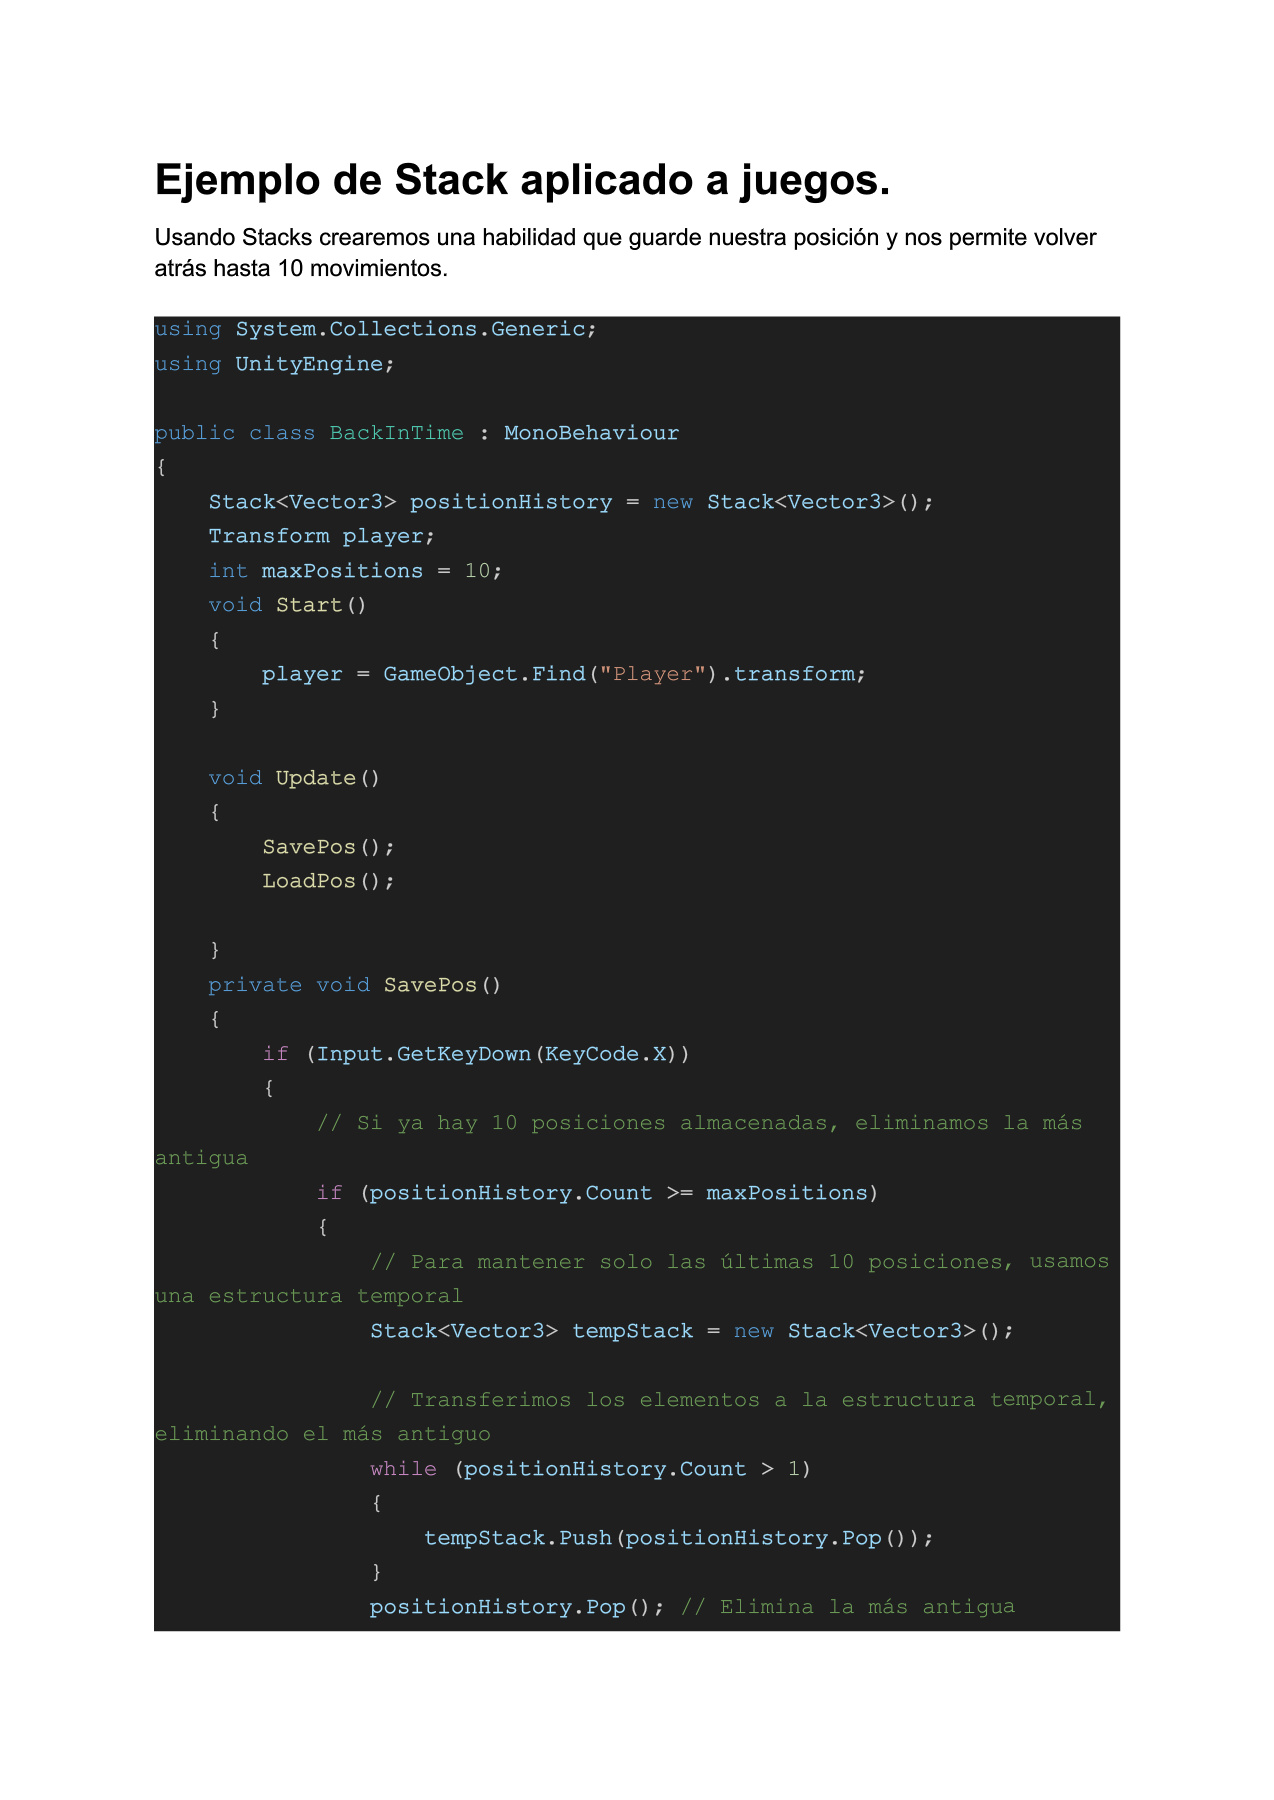 Ejemplo de Stack aplicado a juegos.
Usando Stacks crearemos una habilidad que guarde nuestra posición y nos permite volver
atrás hasta 10 movimientos.
using System.Collections.Generic;
using UnityEngine;
public class BackInTime : MonoBehaviour
{
    Stack<Vector3> positionHistory = new Stack<Vector3>();
    Transform player;
    int maxPositions = 10;
    void Start()
    {
        player = GameObject.Find("Player").transform;
    }
    void Update()
    {
        SavePos();
        LoadPos();
    }
    private void SavePos()
    {
        if (Input.GetKeyDown(KeyCode.X))
        {
            // Si ya hay 10 posiciones almacenadas, eliminamos la más
antigua
            if (positionHistory.Count >= maxPositions)
            {
                // Para mantener solo las últimas 10 posiciones, usamos
una estructura temporal
                Stack<Vector3> tempStack = new Stack<Vector3>();
                // Transferimos los elementos a la estructura temporal,
eliminando el más antiguo
                while (positionHistory.Count > 1)
                {
                    tempStack.Push(positionHistory.Pop());
                }
                positionHistory.Pop(); // Elimina la más antigua